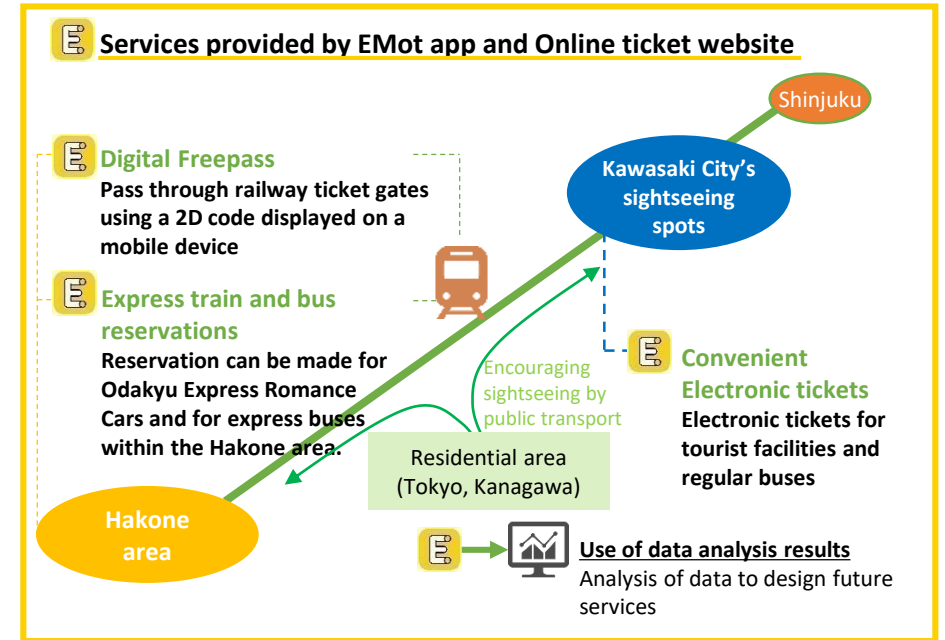 Services provided by EMot app and Online ticket website
Shinjuku
Kawasaki City's
sightseeing
spots
Digital Freepass
Pass through railway ticket gates
using a 2D code displayed on a
mobile device
Express train and bus
reservations
Reservation can be made for
Odakyu Express Romance
Cars and for express buses
within the Hakone area.
Encouraging
sightseeing by
public transport
Convenient
Electronic tickets
Electronic tickets for
tourist facilities and
regular buses
Residential area
(Tokyo, Kanagawa)
Hakone
area
Use of data analysis results
Analysis of data to design future
services